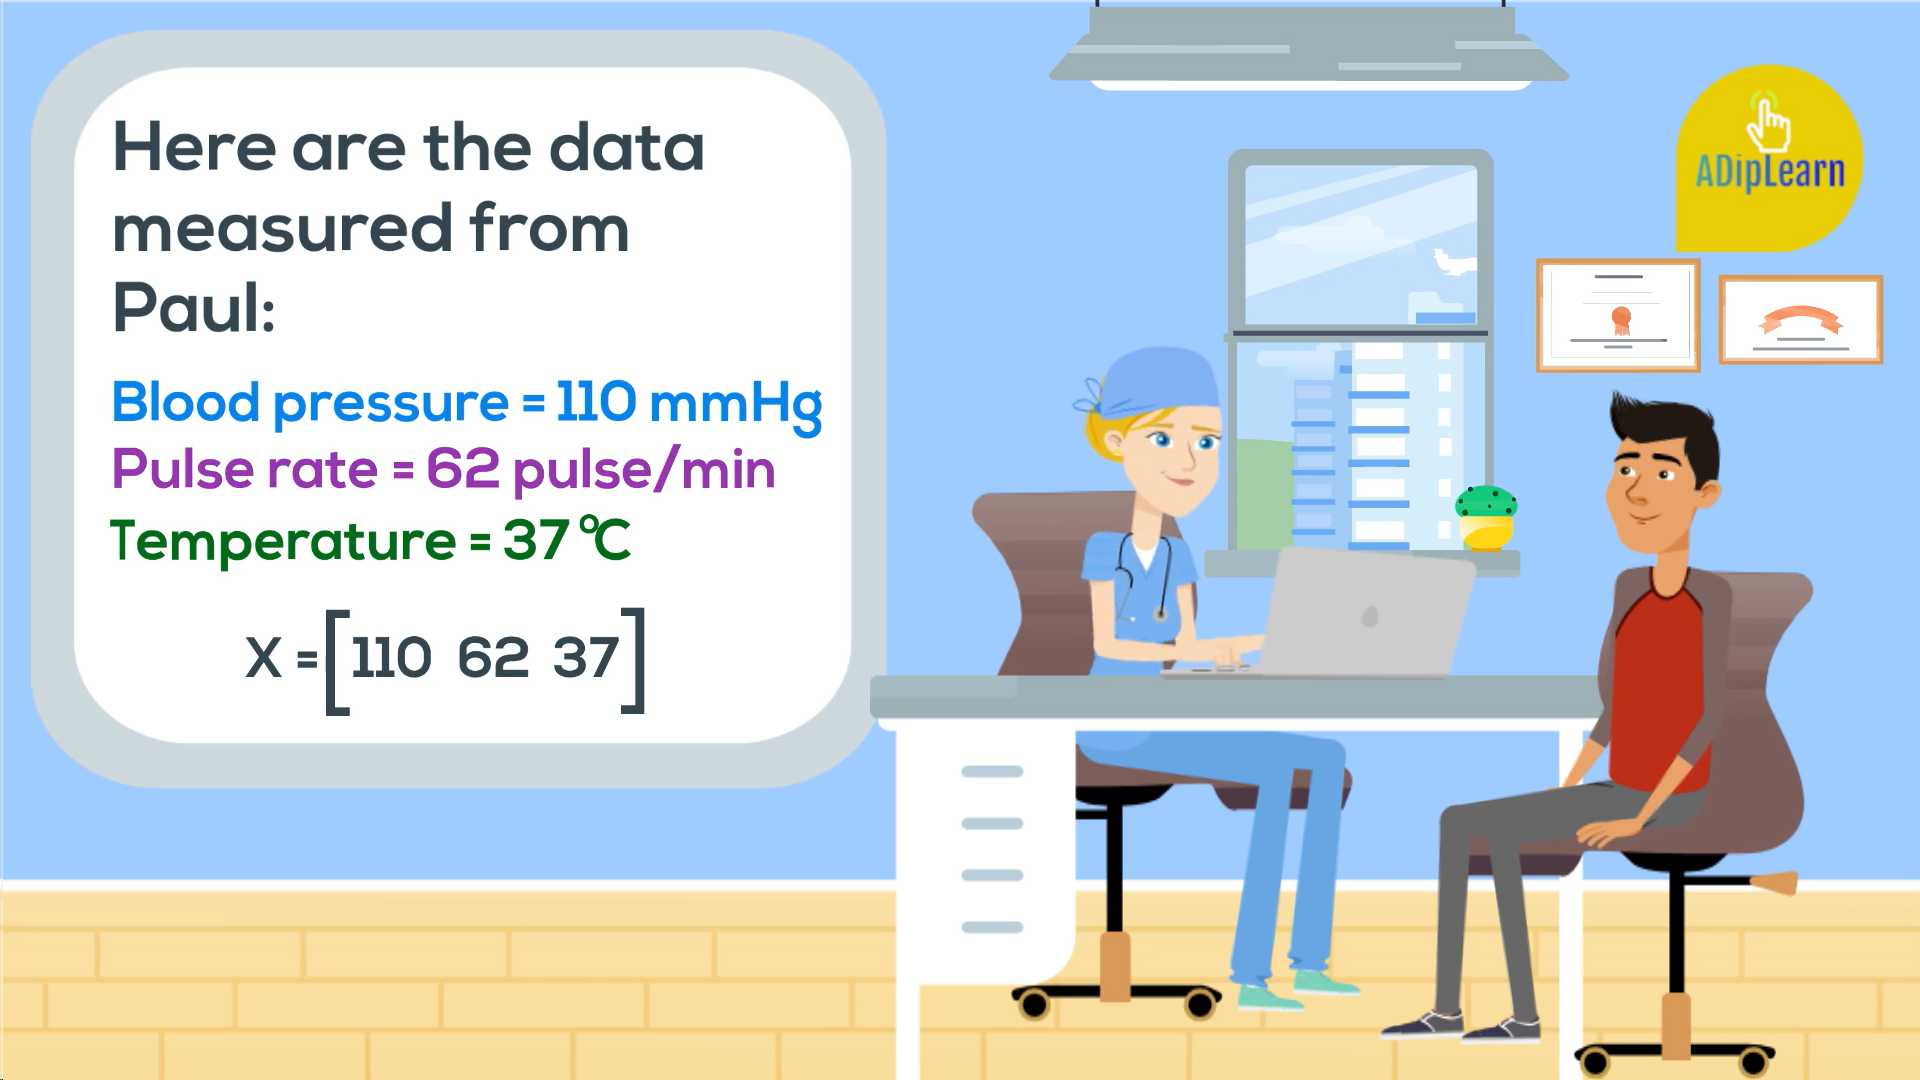 Here are the data
measured from
Paul:
Blood pressure = 110 mmHg
Pulse rate = 62 pulse/min
Temperature = 37 °C
X = [110 62 37]
ADipLearn